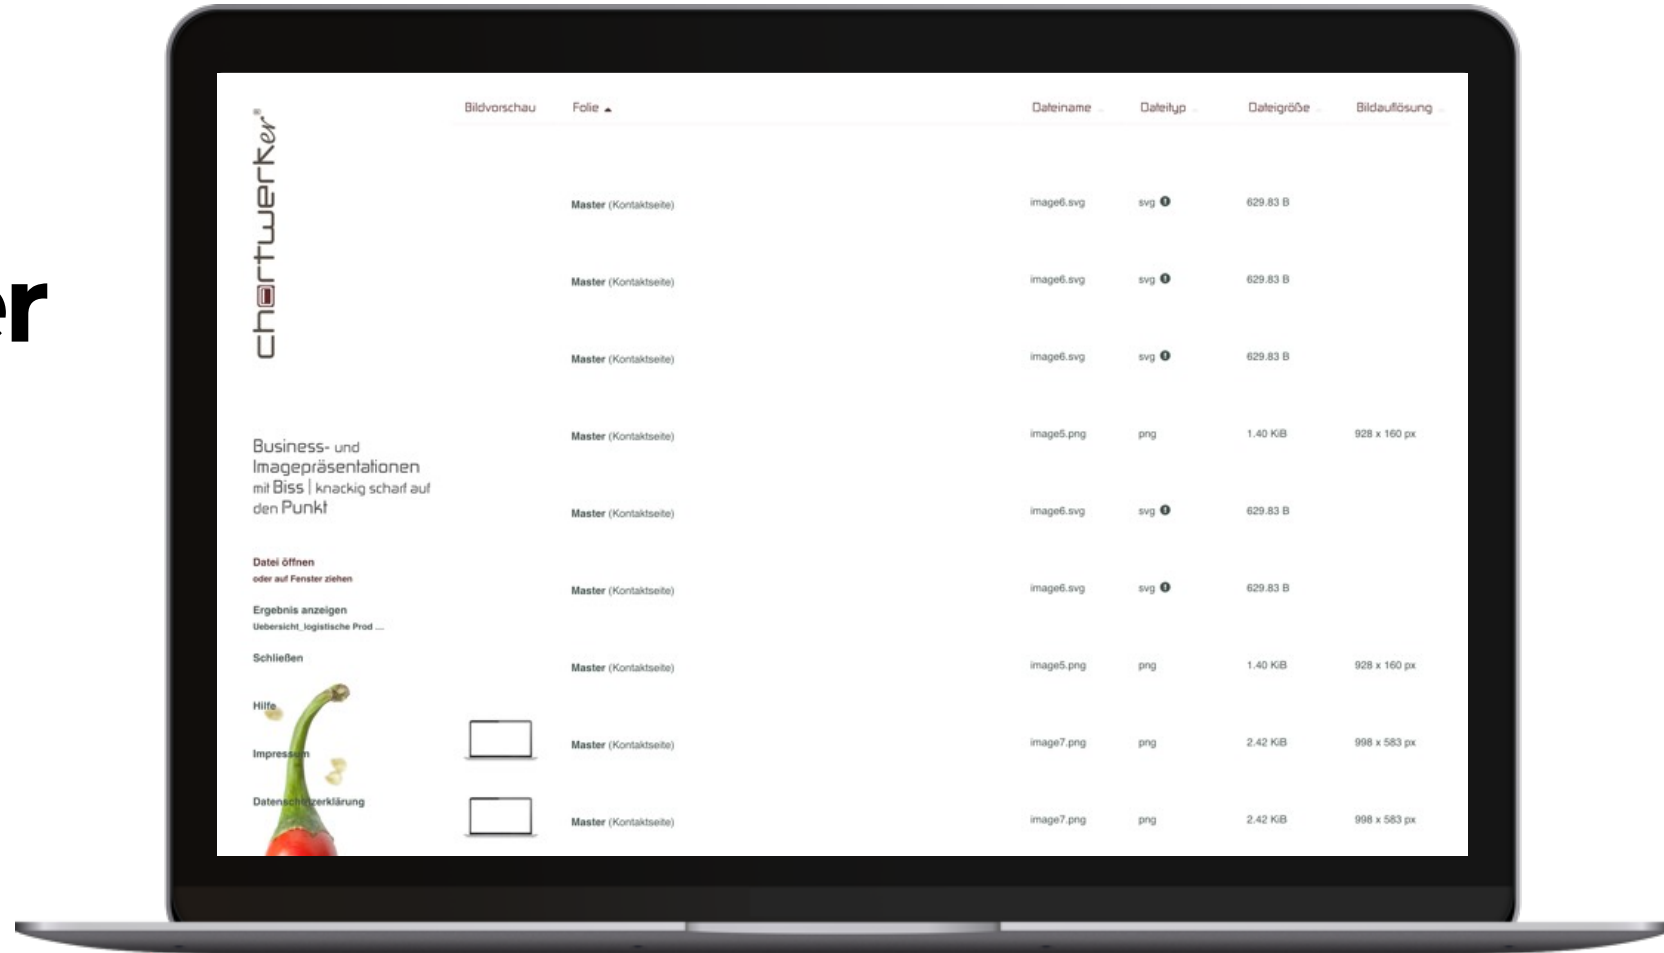 er
chartwerker®
Business- und
Imagepräsentationen
mit Biss | knackig scharf auf
den Punkt
Datei öffnen
oder auf Fenster ziehen
Ergebnis anzeigen
Uebersicht_logistische Prod ....
Schließen
Hilfe
Impressum
Datenschutzerklärung
Bildvorschau Folie Dateiname Dateityp Dateigröße Bildauflösung
Master (Kontaktseite) image6.svg svg 629.83 B
Master (Kontaktseite) image6.svg svg 629.83 B
Master (Kontaktseite) image6.svg svg 629.83 B
Master (Kontaktseite) image5.png png 1.40 KiB 928 x 160 px
Master (Kontaktseite) image6.svg svg 629.83 B
Master (Kontaktseite) image6.svg svg 629.83 B
Master (Kontaktseite) image5.png png 1.40 KiB 928 x 160 px
Master (Kontaktseite) image7.png png 2.42 KiB 998 x 583 px
Master (Kontaktseite) image7.png png 2.42 KiB 998 x 583 px